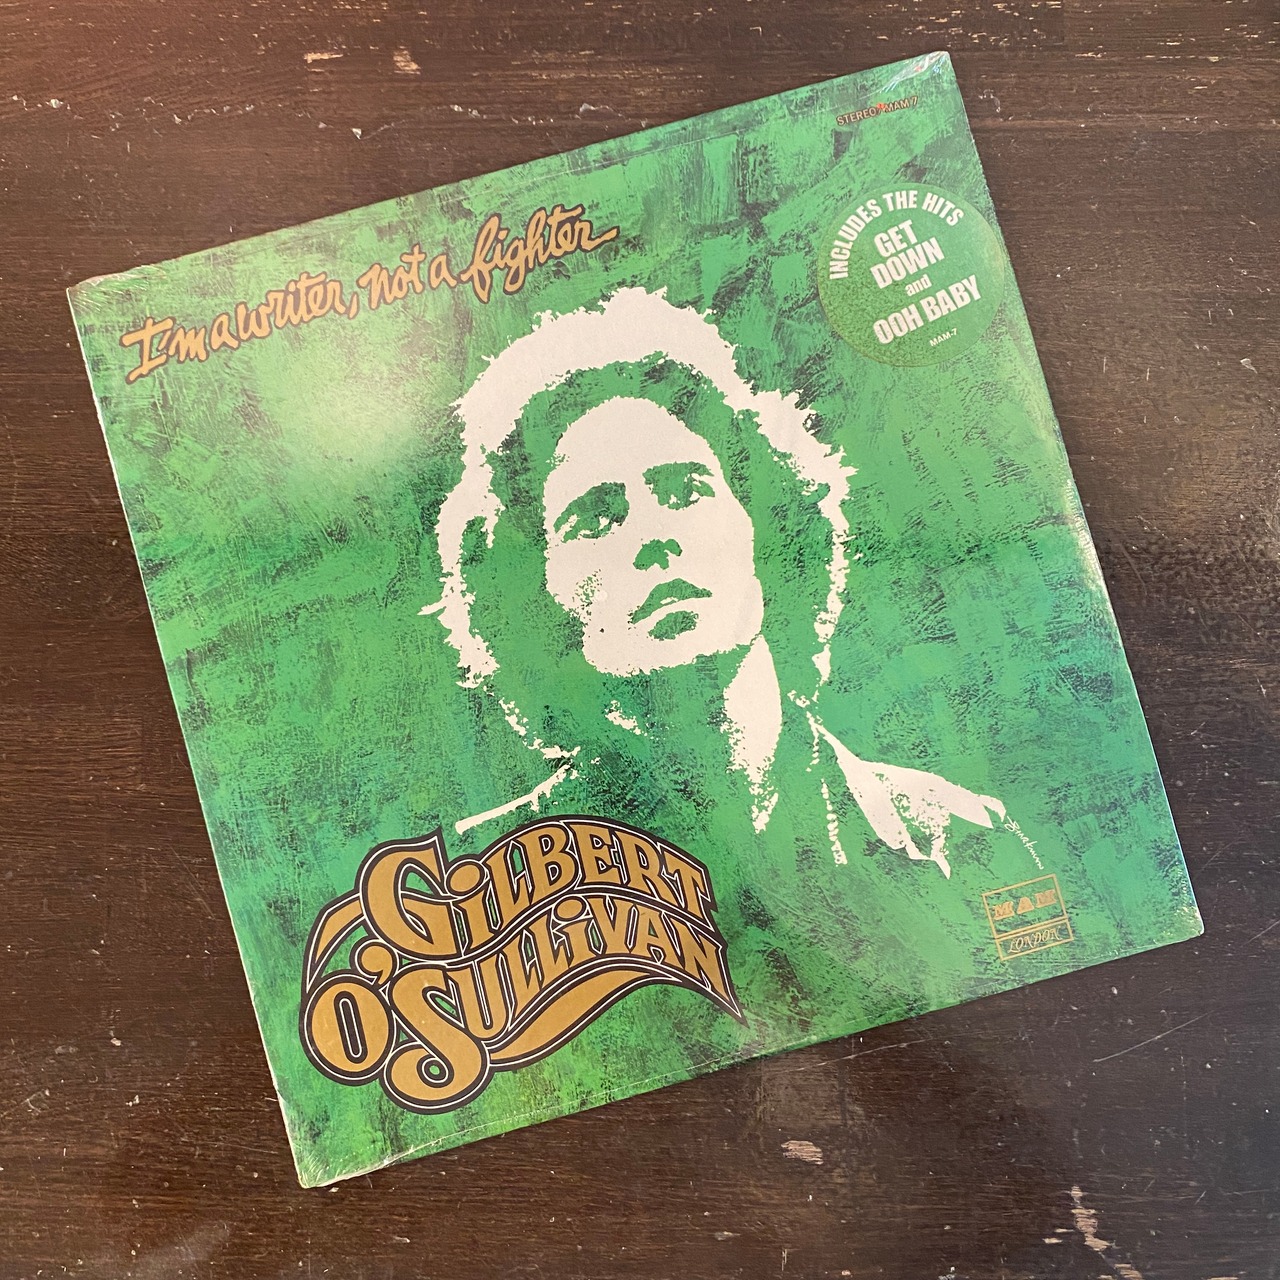 STEREO MAM 7
I'm a writer, not a fighter
INCLUDES THE HITS
GET
DOWN
and
OOH BABY
MAM-7
GiLBERT
O'SULLiVAN
MAM
LONDON